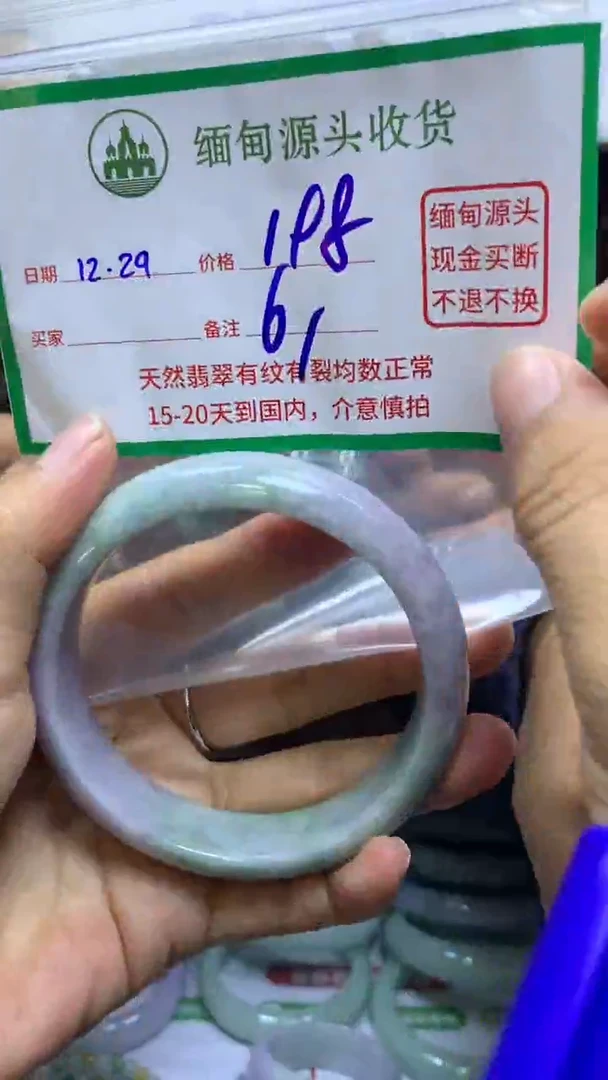 缅甸源头收货
日期 12.29 价格 198
买家 备注 6,
缅甸源头
现金买断
不退不换
天然翡翠有纹有裂均数正常
15-20天到国内，介意慎拍